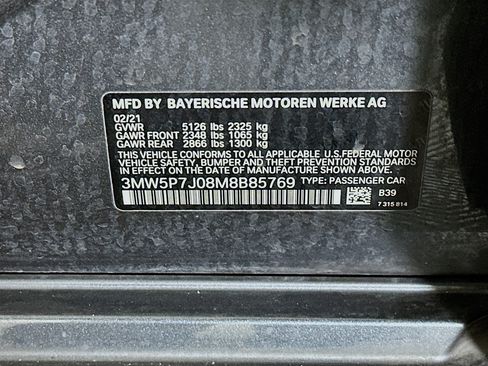 MFD BY BAYERISCHE MOTOREN WERKE AG
02/21
GVWR 5126 lbs 2325 kg
GAWR FRONT 2348 lbs 1065 kg
GAWR REAR 2866 lbs 1300 kg
THIS VEHICLE CONFORMS TO ALL APPLICABLE U.S. FEDERAL MOTOR
VEHICLE SAFETY, BUMPER AND THEFT PREVENTION STANDARDS
IN EFFECT ON THE DATE OF MANUFACTURE SHOWN ABOVE.
3MW5P7J08M8B85769 TYPE: PASSENGER CAR
B39
7 315 814